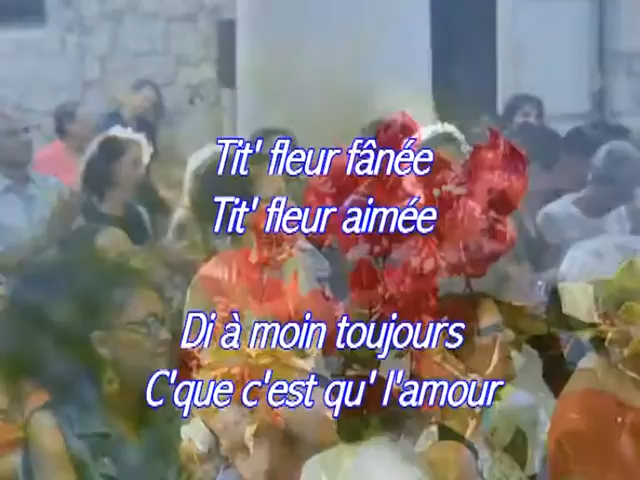 Tit' fleur fânée
Tit' fleur aimée
Di à moin toujours
C'que c'est qu' l'amour